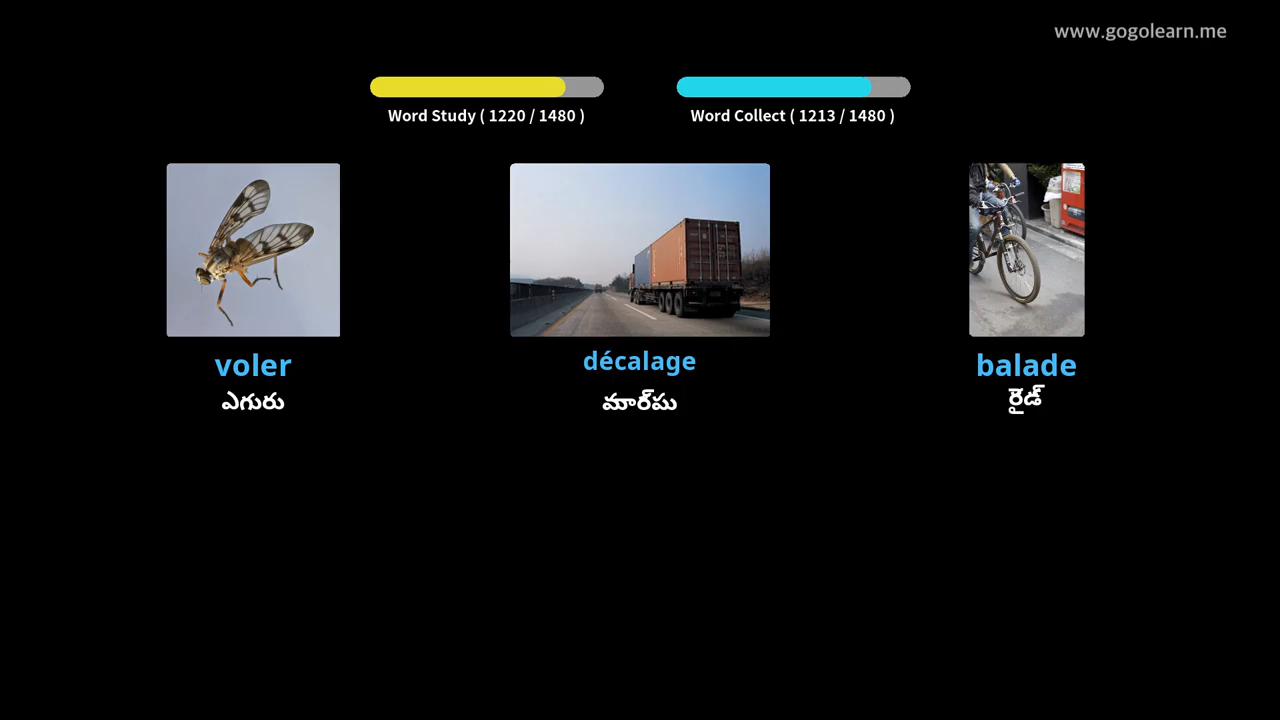 www.gogolearn.me
Word Study ( 1220 / 1480 )
Word Collect ( 1213 / 1480 )
voler
décalage
balade
ఎగురు
మార్‌పు
రైడ్